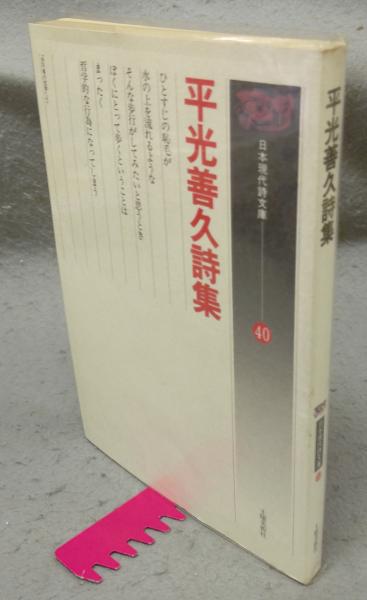 日本現代詩文庫
40
平光善久詩集
ひとすじの恥毛が
水の上を流れるような
そんな歩行がしてみたいと思うとき
ぼくにとって歩くということは
まったく
哲学的な行為になってしまう
平光善久詩集
土曜美術社